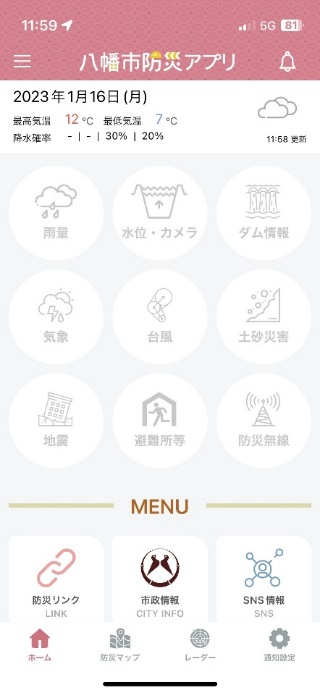 11:59 5G 81
八幡市防災アプリ
2023年1月16日(月)
最高気温 12℃ 最低気温 7℃
降水確率 - | - | 30% | 20%
11:58 更新
雨量 水位・カメラ ダム情報
気象 台風 土砂災害
地震 避難所等 防災無線
MENU
防災リンク 市政情報 SNS情報
LINK CITY INFO SNS
ホーム 防災マップ レーダー 通知設定